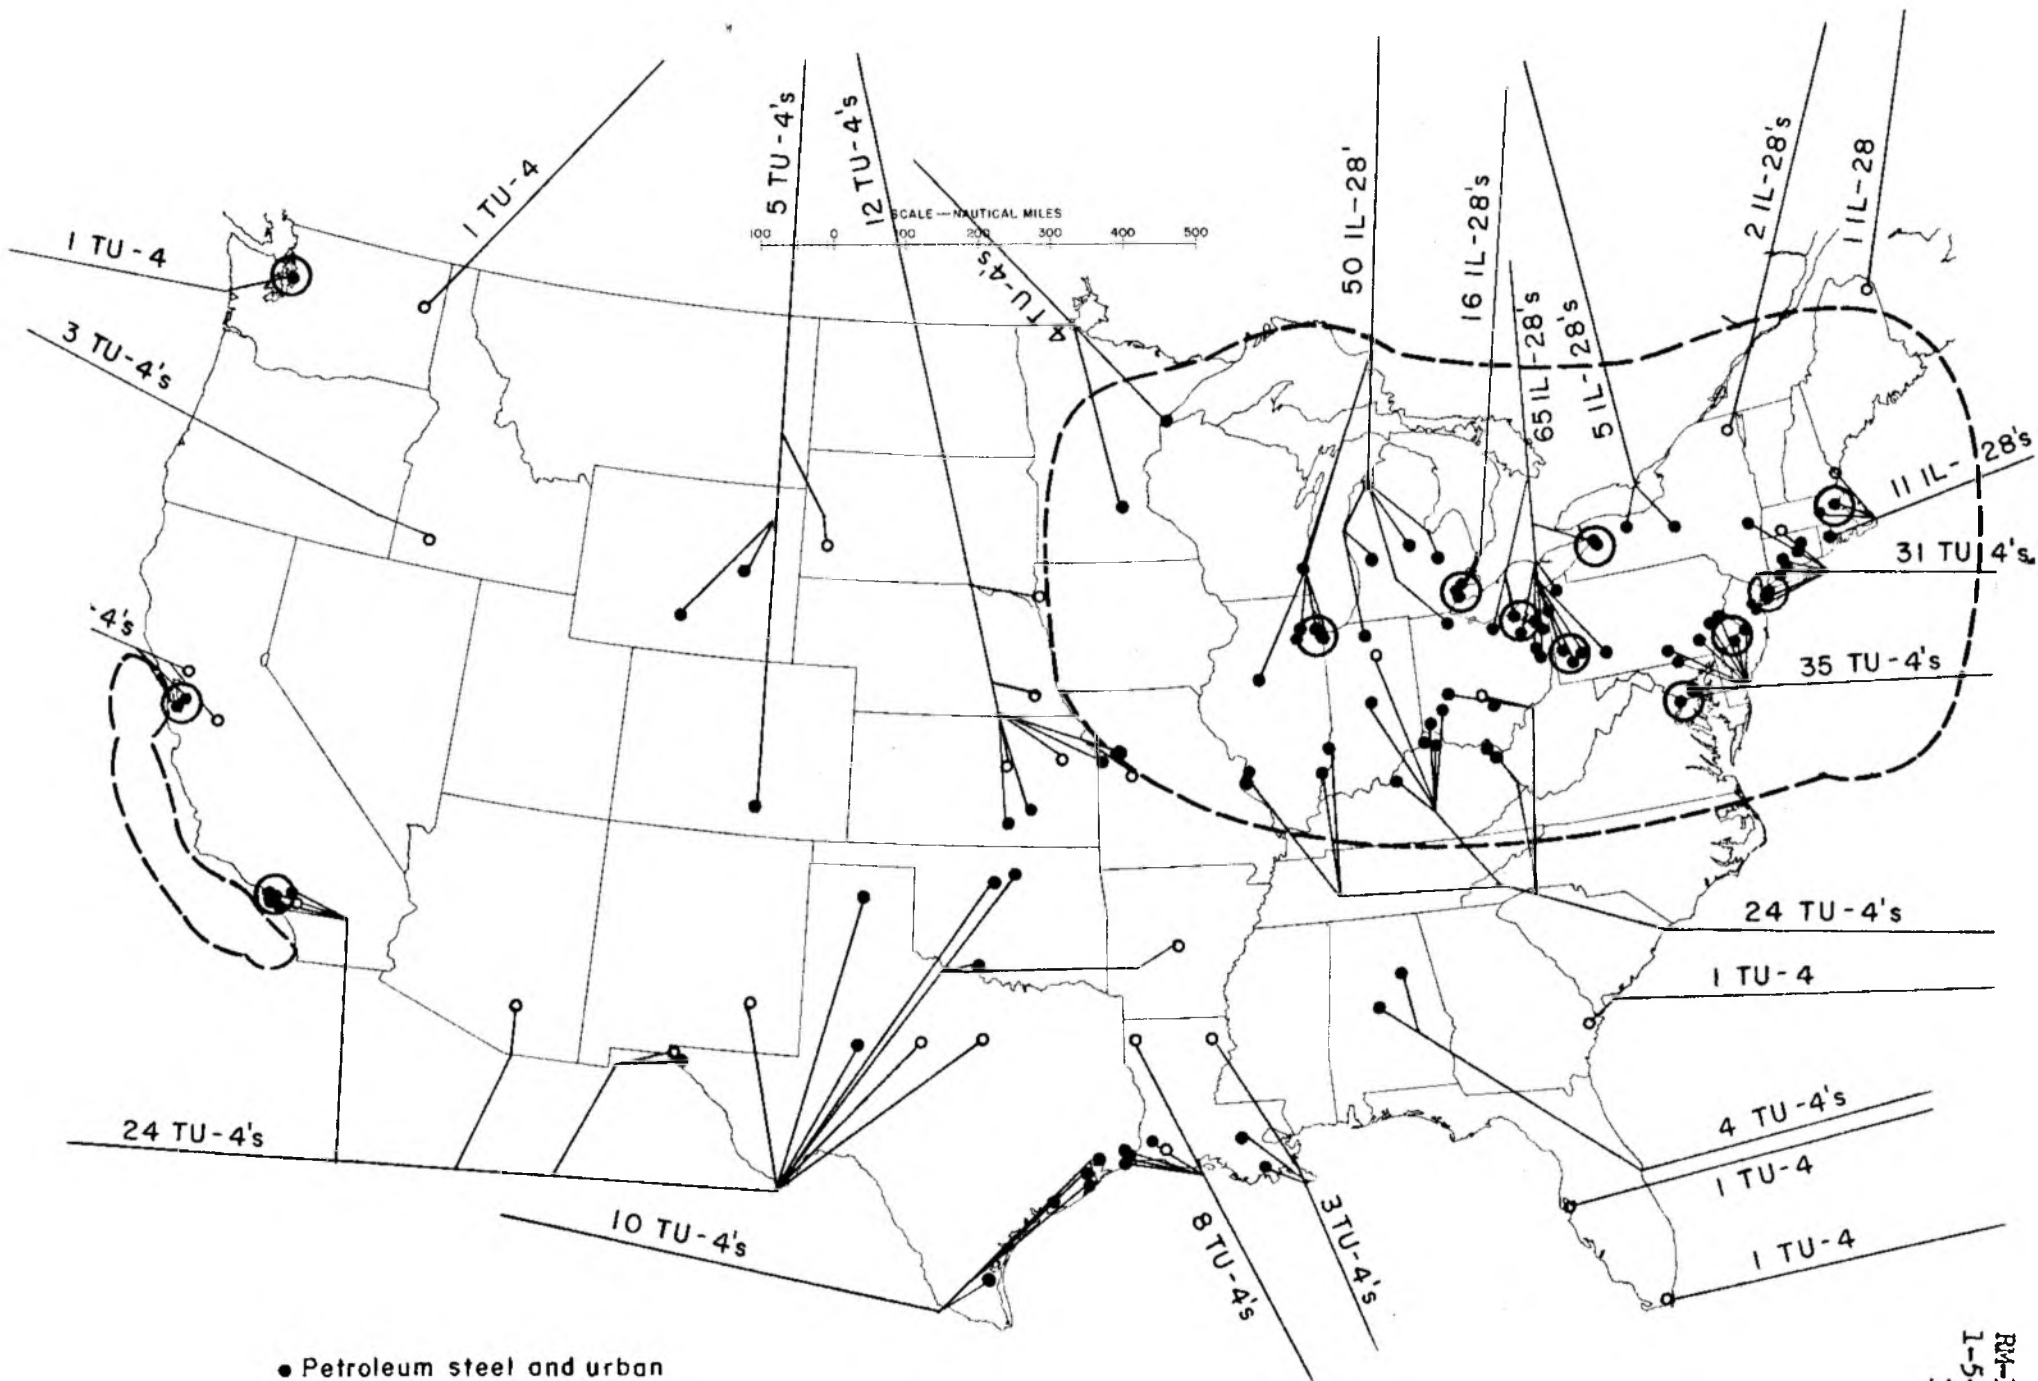 1 TU-4
1 TU-4
5 TU-4's
12 TU-4's
SCALE—NAUTICAL MILES
100 0 100 200 300 400 500
4 TU-4's
50 IL-28'
16 IL-28's
65 IL-28's
5 IL-28's
2 IL-28's
1 IL-28
3 TU-4's
11 IL-28's
31 TU-4's
-4's
35 TU-4's
24 TU-4's
1 TU-4
24 TU-4's
4 TU-4's
1 TU-4
10 TU-4's
8 TU-4's
3 TU-4's
1 TU-4
● Petroleum steel and urban
RM-
1-5-